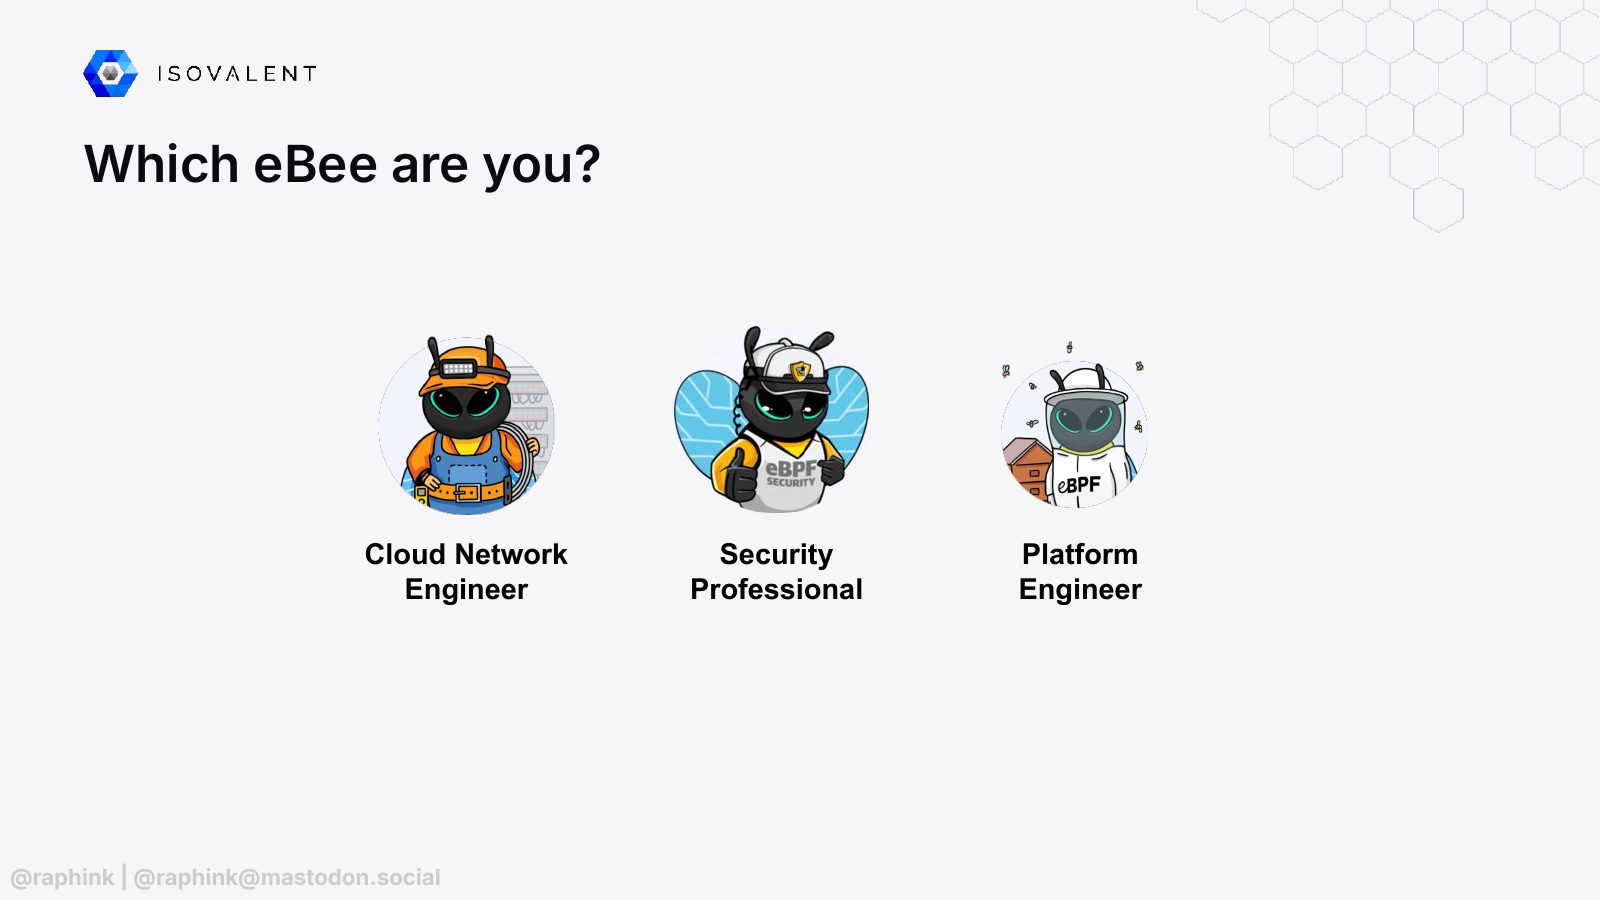 ISOVALENT
Which eBee are you?
eBPF
SECURITY
eBPF
Cloud Network
Engineer
Security
Professional
Platform
Engineer
@raphink | @raphink@mastodon.social